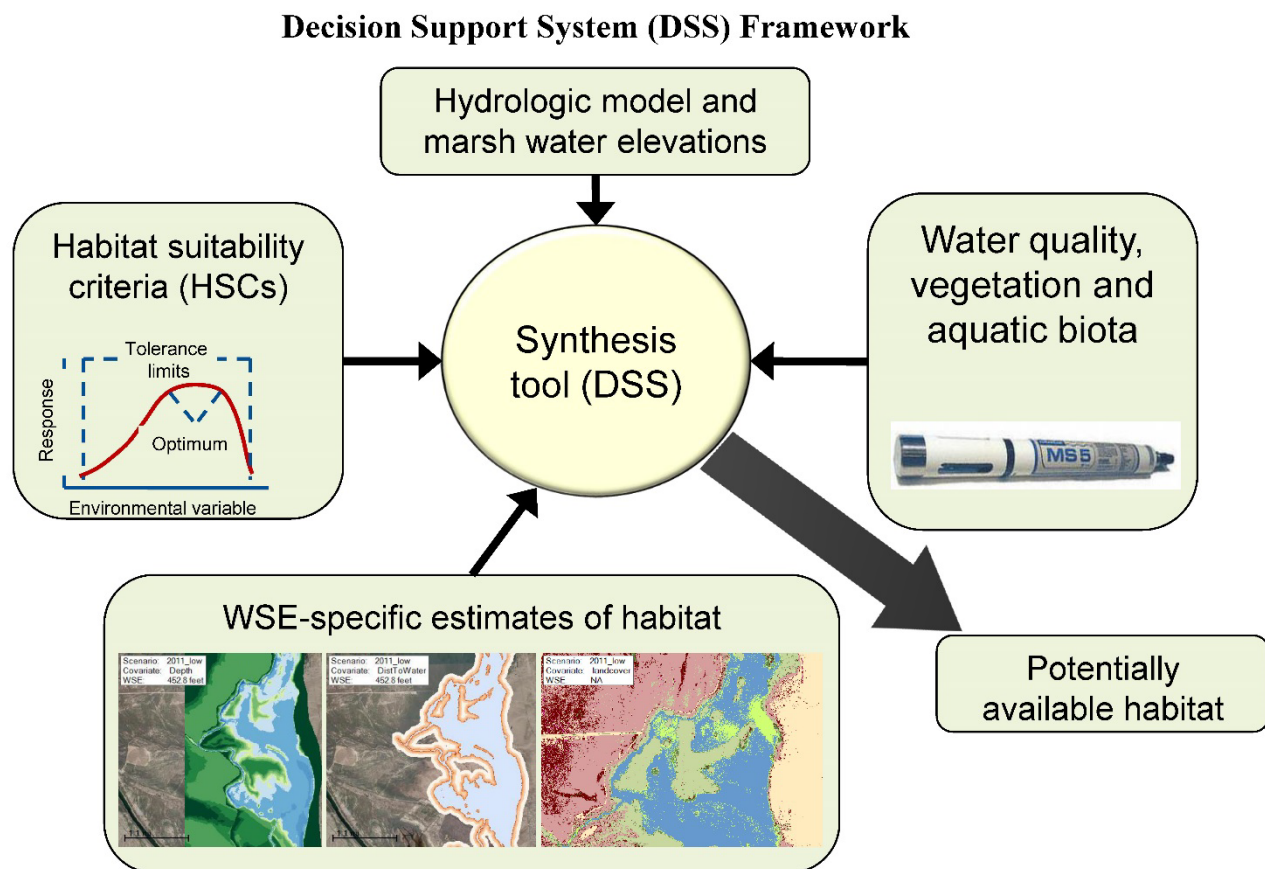 Decision Support System (DSS) Framework
Hydrologic model and
marsh water elevations
Habitat suitability
criteria (HSCs)
Tolerance
limits
Response
Optimum
Environmental variable
Synthesis
tool (DSS)
Water quality,
vegetation and
aquatic biota
MS 5
WSE-specific estimates of habitat
Scenario: 2011_low
Covariate: Depth
WSE: 452.8 feet
Scenario: 2011_low
Covariate: DistToWater
WSE: 452.8 feet
Scenario: 2011_low
Covariate: landcover
WSE: NA
Potentially
available habitat